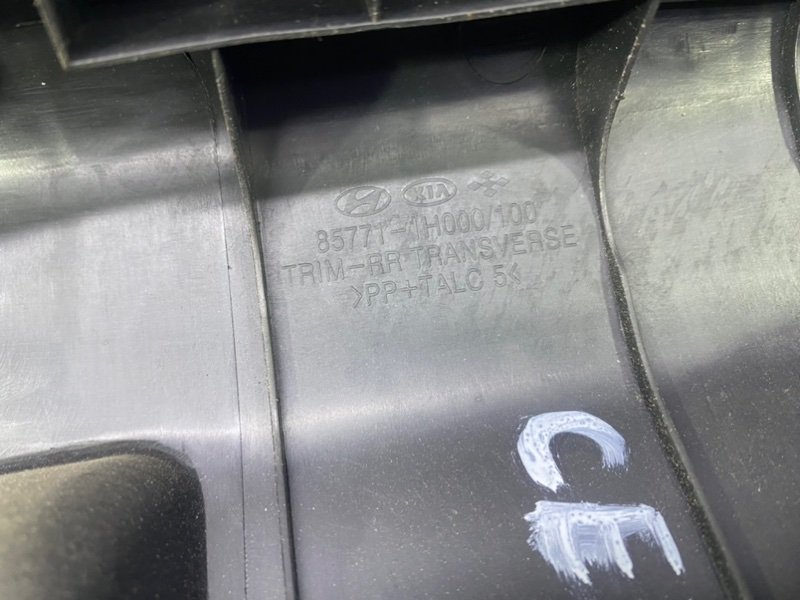 KIA
85771-1H000/100
TRIM-RR TRANSVERSE
>PP+TALC 5<
CE